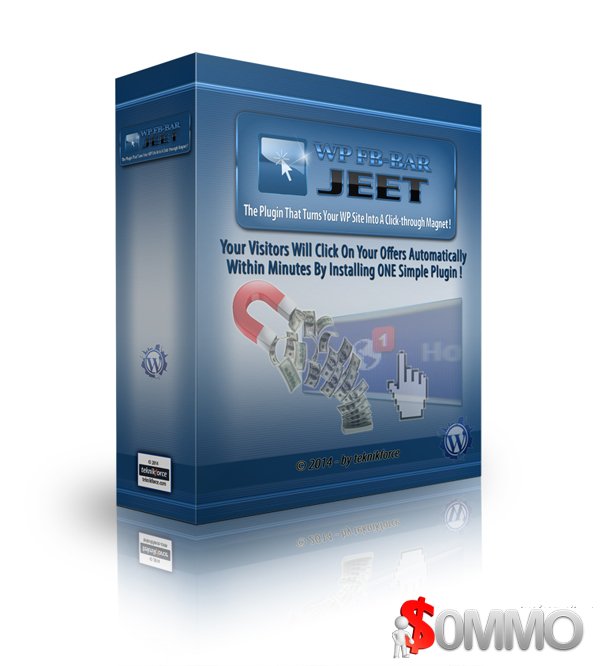 WP FB-BAR
JEET
The Plugin That Turns Your WP Site Into A Click-through Magnet !
Your Visitors Will Click On Your Offers Automatically
Within Minutes By Installing ONE Simple Plugin !
1
Ho
© 2014 - by teknikforce
W
WP FB-BAR
JEET
The Plugin That Turns Your WP Site Into A Click-through Magnet !
W
© 2014
teknikforce
teknikforce.com
$OMMO